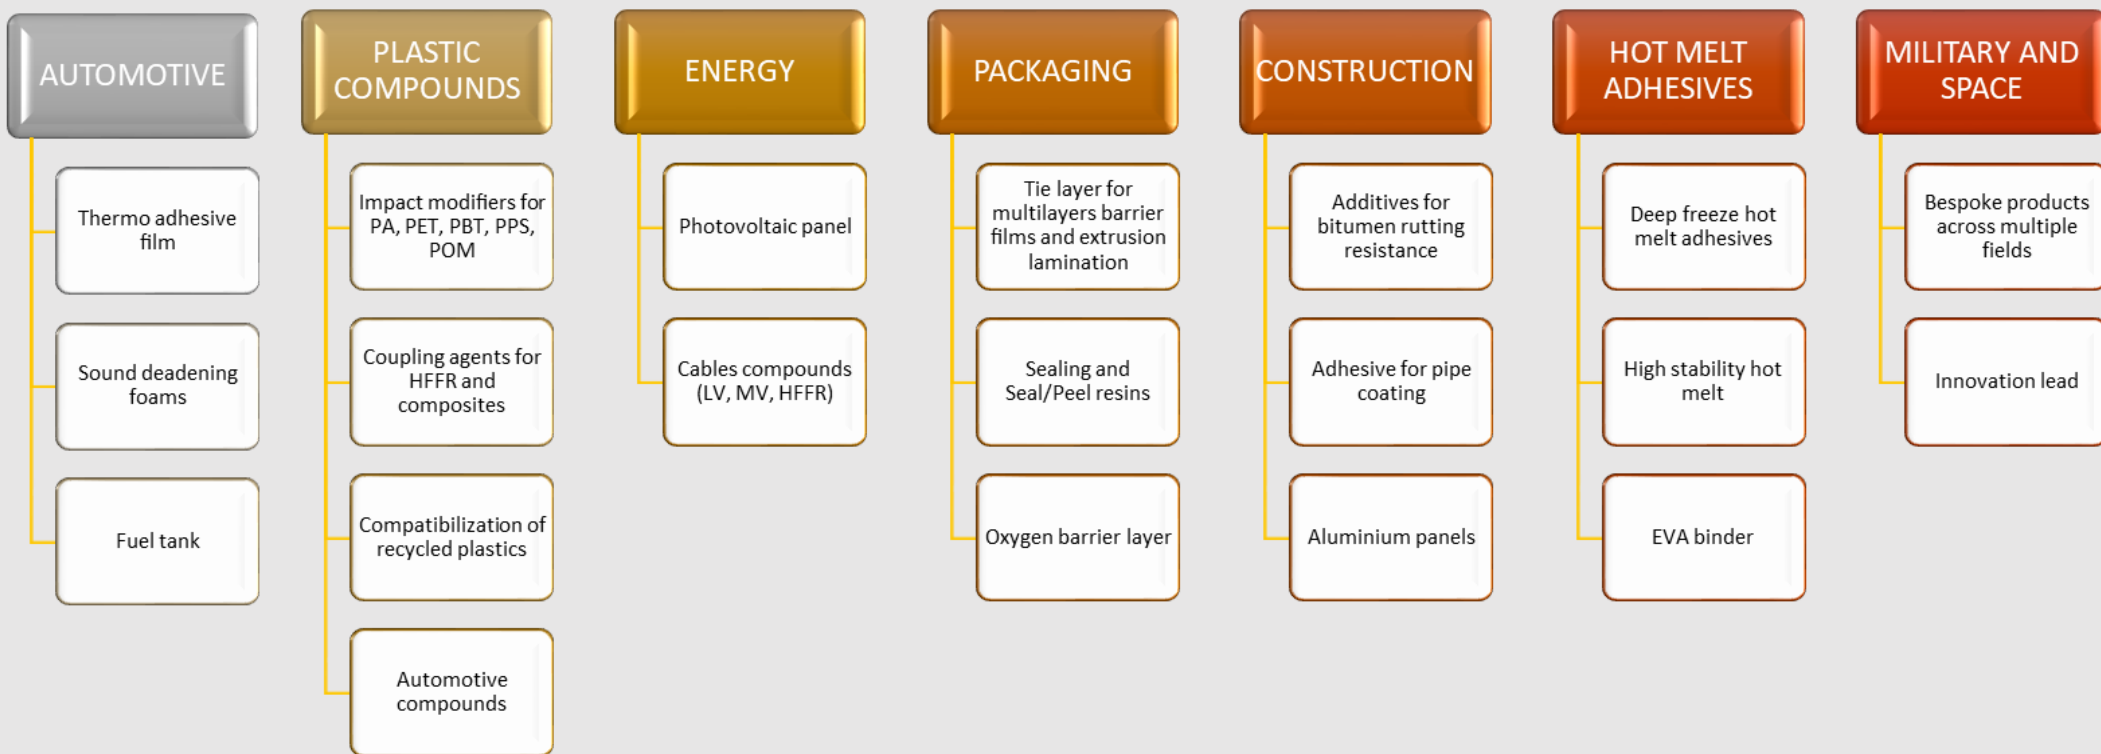 AUTOMOTIVE
Thermo adhesive
film
Sound deadening
foams
Fuel tank
PLASTIC
COMPOUNDS
Impact modifiers for
PA, PET, PBT, PPS,
POM
Coupling agents for
HFFR and
composites
Compatibilization of
recycled plastics
Automotive
compounds
ENERGY
Photovoltaic panel
Cables compounds
(LV, MV, HFFR)
PACKAGING
Tie layer for
multilayers barrier
films and extrusion
lamination
Sealing and
Seal/Peel resins
Oxygen barrier layer
CONSTRUCTION
Additives for
bitumen rutting
resistance
Adhesive for pipe
coating
Aluminium panels
HOT MELT
ADHESIVES
Deep freeze hot
melt adhesives
High stability hot
melt
EVA binder
MILITARY AND
SPACE
Bespoke products
across multiple
fields
Innovation lead